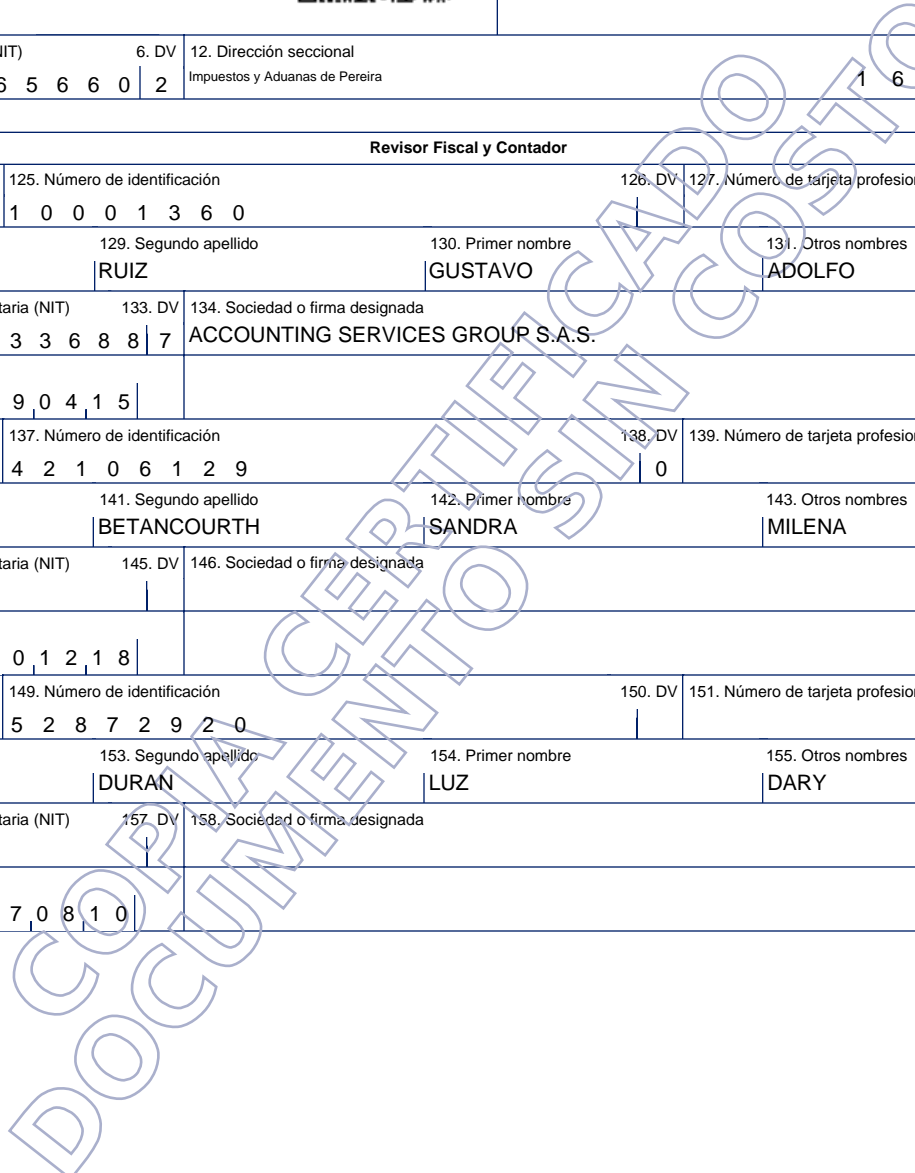 NIT) 6. DV 12. Dirección seccional
6 5 6 6 0 2 Impuestos y Aduanas de Pereira 1 6
Revisor Fiscal y Contador
125. Número de identificación 126. DV 127. Número de tarjeta profesion
1 0 0 0 1 3 6 0
129. Segundo apellido 130. Primer nombre 131. Otros nombres
RUIZ GUSTAVO ADOLFO
taria (NIT) 133. DV 134. Sociedad o firma designada
3 3 6 8 8 7 ACCOUNTING SERVICES GROUP S.A.S.
9 0 4 1 5
137. Número de identificación 138. DV 139. Número de tarjeta profesion
4 2 1 0 6 1 2 9 0
141. Segundo apellido 142. Primer nombre 143. Otros nombres
BETANCOURTH SANDRA MILENA
taria (NIT) 145. DV 146. Sociedad o firma designada
0 1 2 1 8
149. Número de identificación 150. DV 151. Número de tarjeta profesion
5 2 8 7 2 9 2 0
153. Segundo apellido 154. Primer nombre 155. Otros nombres
DURAN LUZ DARY
taria (NIT) 157. DV 158. Sociedad o firma designada
7 0 8 1 0
COPIA CERTIFICADO
DOCUMENTO SIN COSTO